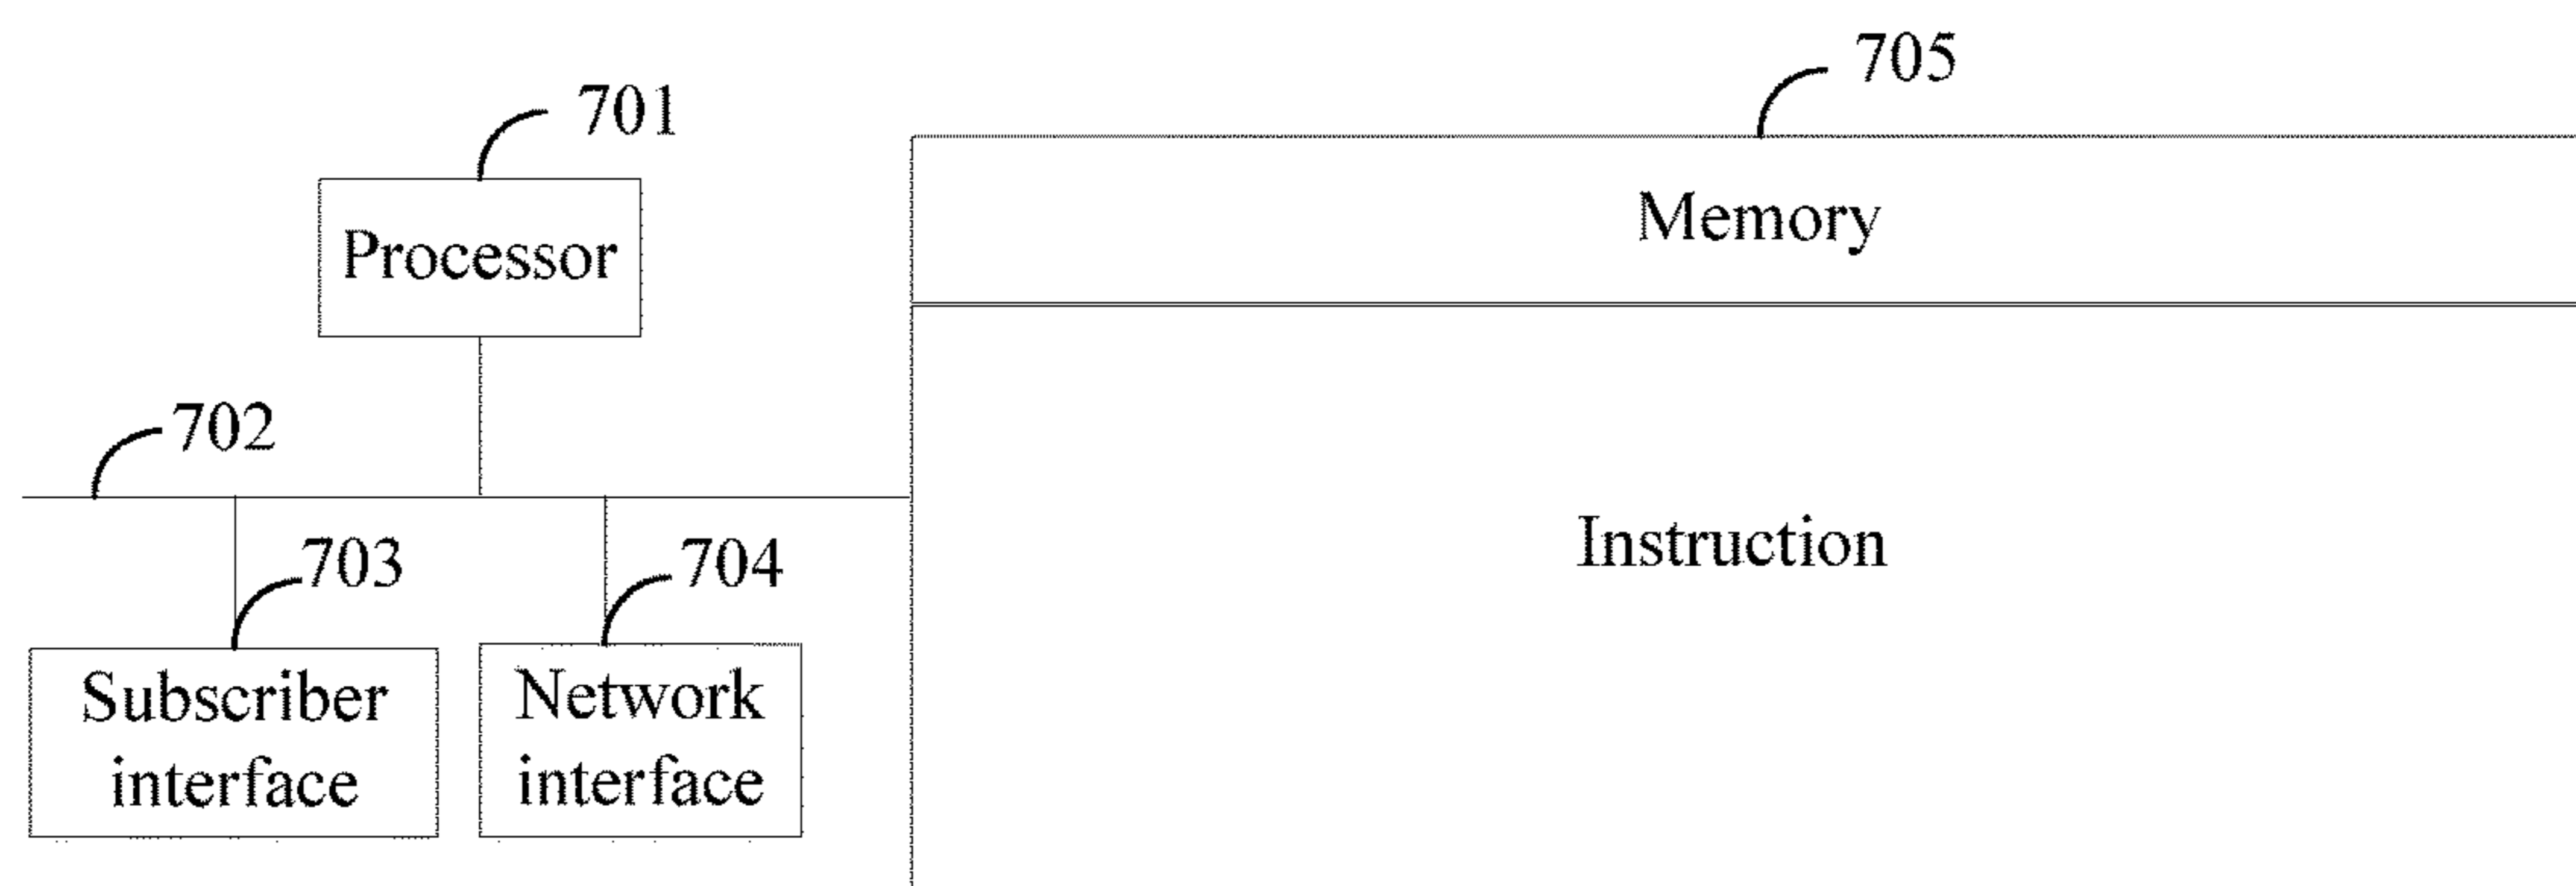 705
701
Memory
Processor
702
Instruction
703
704
Subscriber
interface
Network
interface